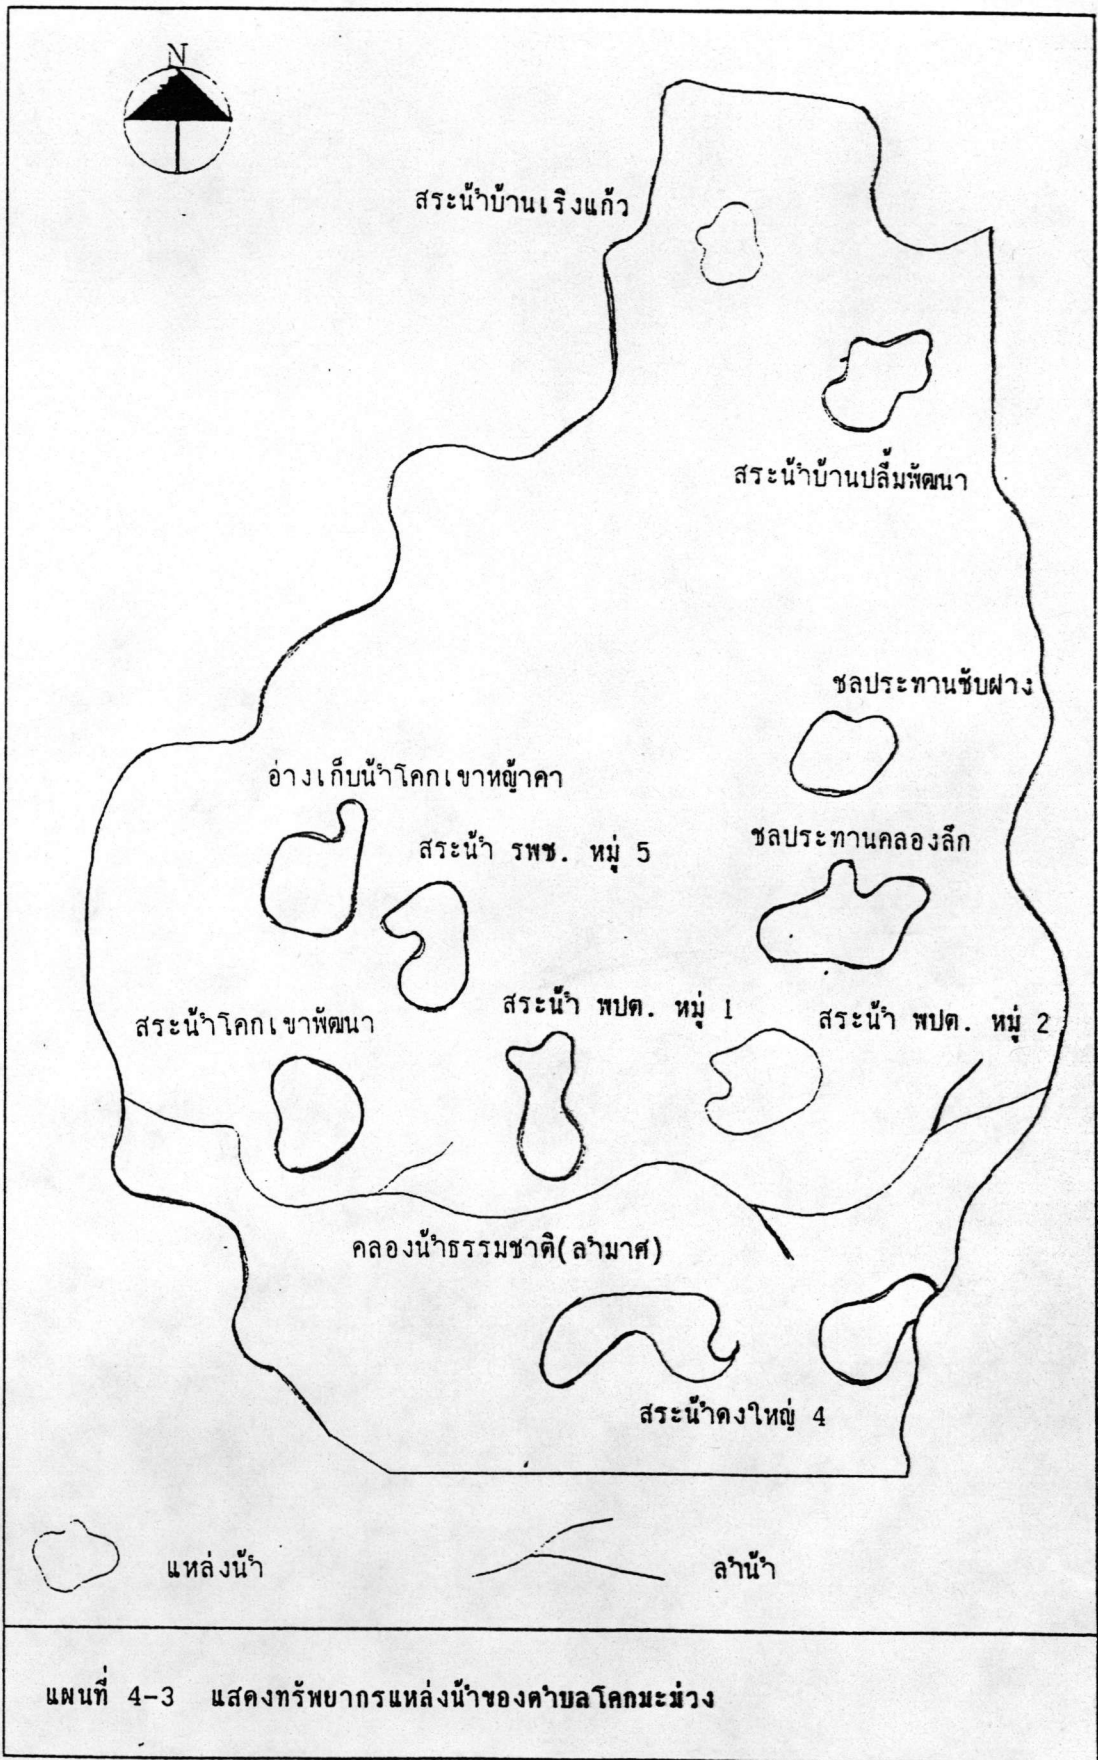 N
สระน้ำบ้านเริงแก้ว
สระน้ำบ้านปลื้มพัฒนา
ชลประทานซับฝาง
อ่างเก็บน้ำโคกเขาหญ้าคา
สระน้ำ รพช. หมู่ 5
ชลประทานคลองลึก
สระน้ำโคกเขาพัฒนา
สระน้ำ พปต. หมู่ 1
สระน้ำ พปต. หมู่ 2
คลองน้ำธรรมชาติ(ลำมาศ)
สระน้ำดงใหญ่ 4
แหล่งน้ำ
ลำน้ำ
แผนที่ 4-3 แสดงทรัพยากรแหล่งน้ำของตำบลโคกมะม่วง